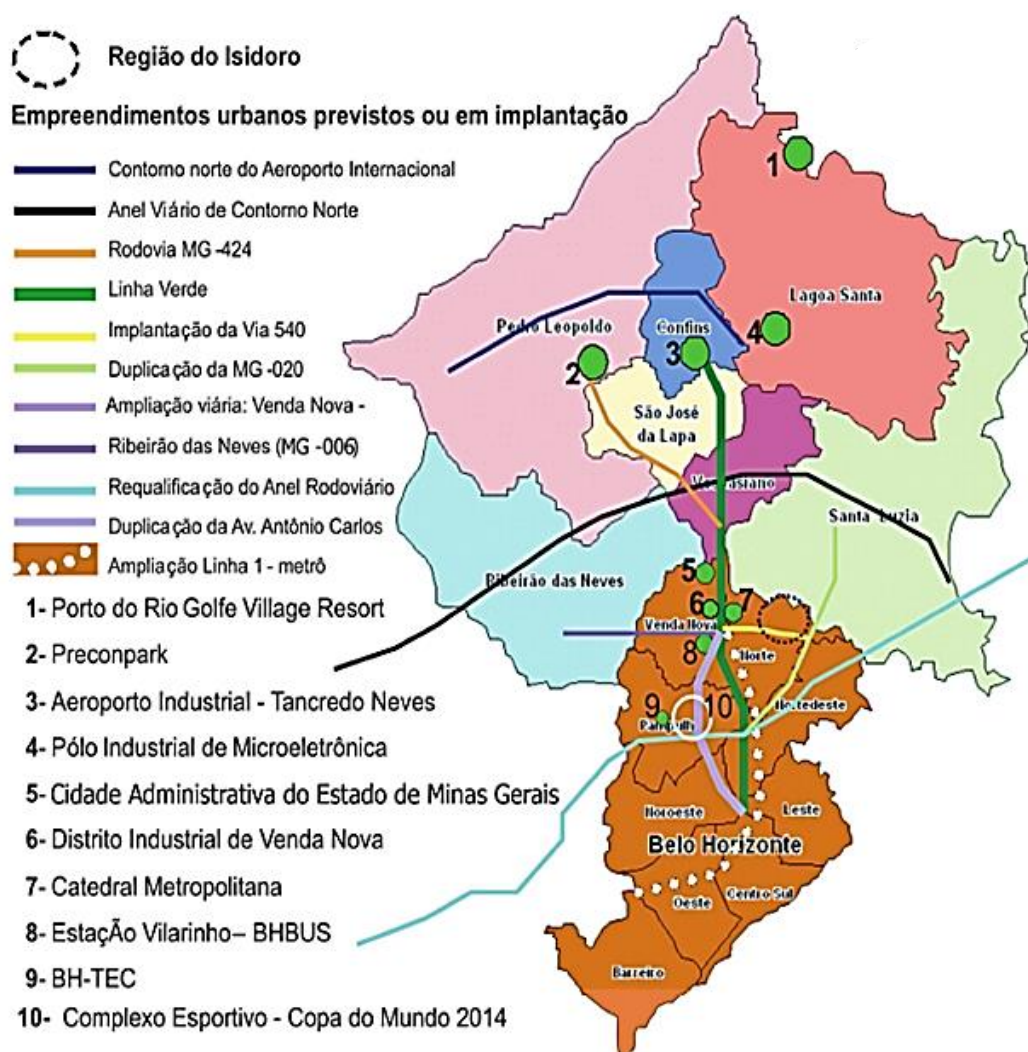 Região do Isidoro
Empreendimentos urbanos previstos ou em implantação
Contorno norte do Aeroporto Internacional
Anel Viário de Contorno Norte
Rodovia MG -424
Linha Verde
Implantação da Via 540
Duplicação da MG -020
Ampliação viária: Venda Nova -
Ribeirão das Neves (MG -006)
Requalificação do Anel Rodoviário
Duplicação da Av. Antônio Carlos
Ampliação Linha 1 - metrô
1- Porto do Rio Golfe Village Resort
2- Preconpark
3- Aeroporto Industrial - Tancredo Neves
4- Pólo Industrial de Microeletrônica
5- Cidade Administrativa do Estado de Minas Gerais
6- Distrito Industrial de Venda Nova
7- Catedral Metropolitana
8- EstaçÃo Vilarinho– BHBUS
9- BH-TEC
10- Complexo Esportivo - Copa do Mundo 2014
1
Lagoa Santa
4
Pedro Leopoldo
Confins
3
2
São José
da Lapa
Santa Luzia
Ribeirão das Neves
5
6
7
Venda Nova
8
Norte
9
10
Nordeste
Noroeste
Leste
Belo Horizonte
Centro Sul
Oeste
Barreiro